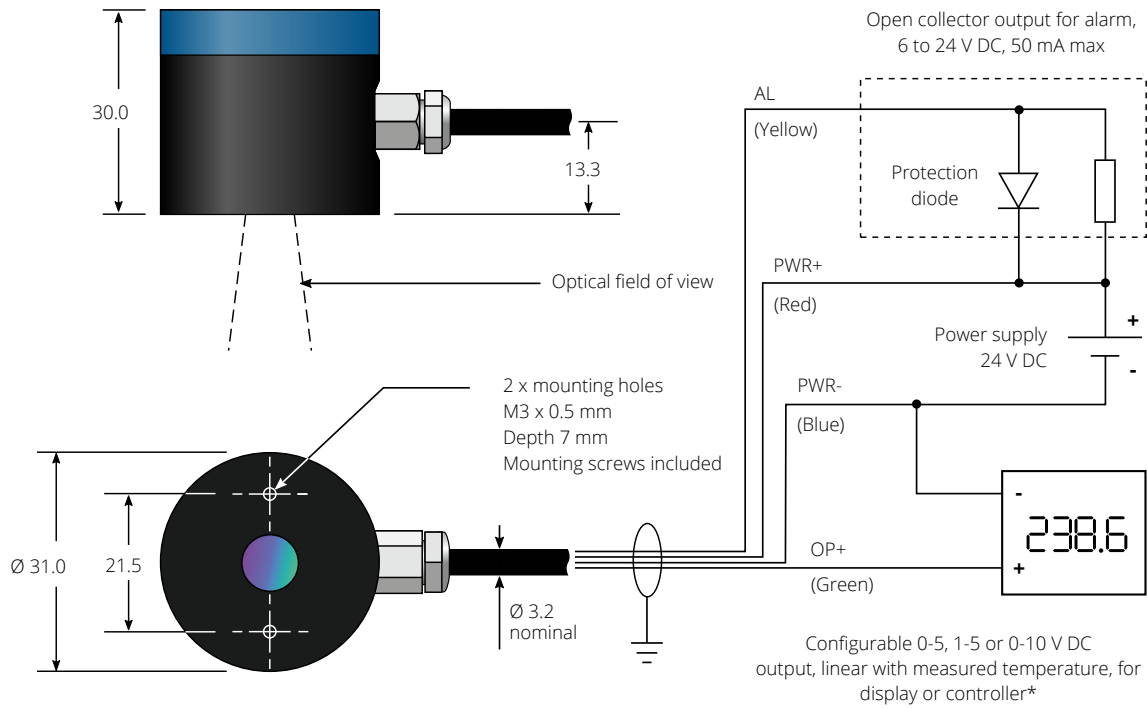 Open collector output for alarm,
6 to 24 V DC, 50 mA max
30.0
13.3
Optical field of view
AL
(Yellow)
Protection
diode
PWR+
(Red)
Power supply
24 V DC
+
-
PWR-
(Blue)
2 x mounting holes
M3 x 0.5 mm
Depth 7 mm
Mounting screws included
Ø 31.0
21.5
Ø 3.2
nominal
OP+
(Green)
-
238.6
+
Configurable 0-5, 1-5 or 0-10 V DC
output, linear with measured temperature, for
display or controller*